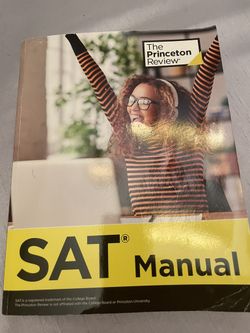 The
Princeton
Review®
SAT® Manual
SAT is a registered trademark of the College Board.
The Princeton Review is not affiliated with the College Board or Princeton University.